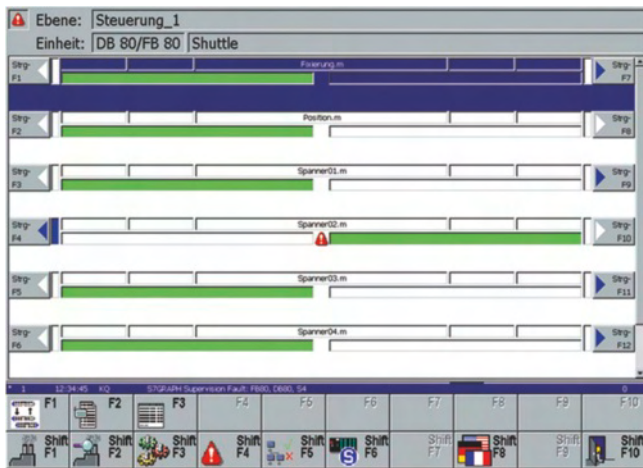 Ebene: Steuerung_1
Einheit: DB 80/FB 80 Shuttle
Strg- F1 Fixierung.m Strg- F7
Strg- F2 Position.m Strg- F8
Strg- F3 Spanner01.m Strg- F9
Strg- F4 Spanner02.m Strg- F10
Strg- F5 Spanner03.m Strg- F11
Strg- F6 Spanner04.m Strg- F12
* 1 12:34:45 KQ S7GRAPH Supervision Fault: FB80, DB80, S4 0
F1 F2 F3 F4 F5 F6 F7 F8 F9 F10
Shift F1 Shift F2 Shift F3 Shift F4 Shift F5 Shift F6 Shift F7 Shift F8 Shift F9 Shift F10